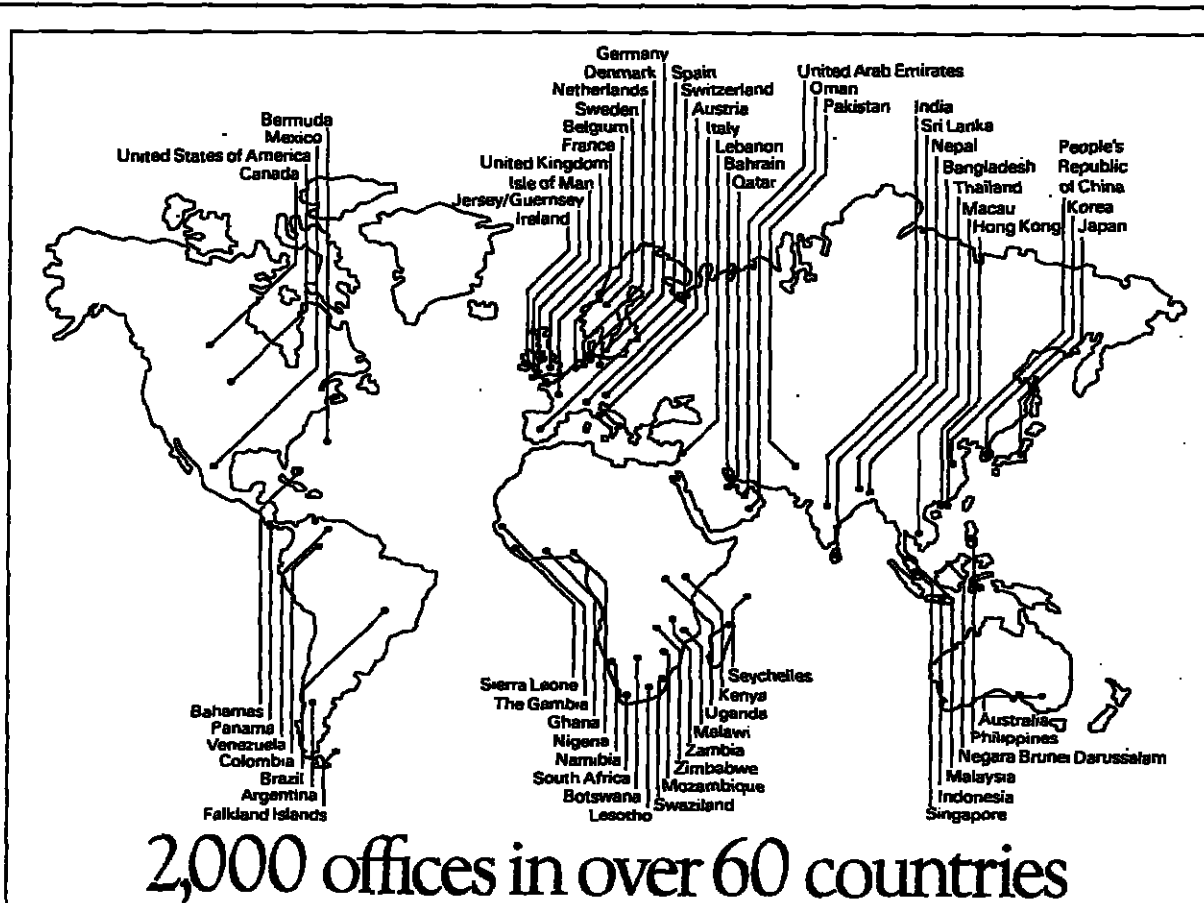 Bermuda
Mexico
United States of America
Canada
Germany
Denmark
Netherlands
Sweden
Belgium
France
United Kingdom
Isle of Man
Jersey/Guernsey
Ireland
Spain
Switzerland
Austria
Italy
Lebanon
Bahrain
Qatar
United Arab Emirates
Oman
Pakistan
India
Sri Lanka
Nepal
Bangladesh
Thailand
Macau
Hong Kong
People's
Republic
of China
Korea
Japan
Bahamas
Panama
Venezuela
Colombia
Brazil
Argentina
Falkland Islands
Sierra Leone
The Gambia
Ghana
Nigeria
Namibia
South Africa
Botswana
Lesotho
Seychelles
Kenya
Uganda
Malawi
Zambia
Zimbabwe
Mozambique
Swaziland
Australia
Philippines
Negara Brunei Darussalam
Malaysia
Indonesia
Singapore
2,000 offices in over 60 countries